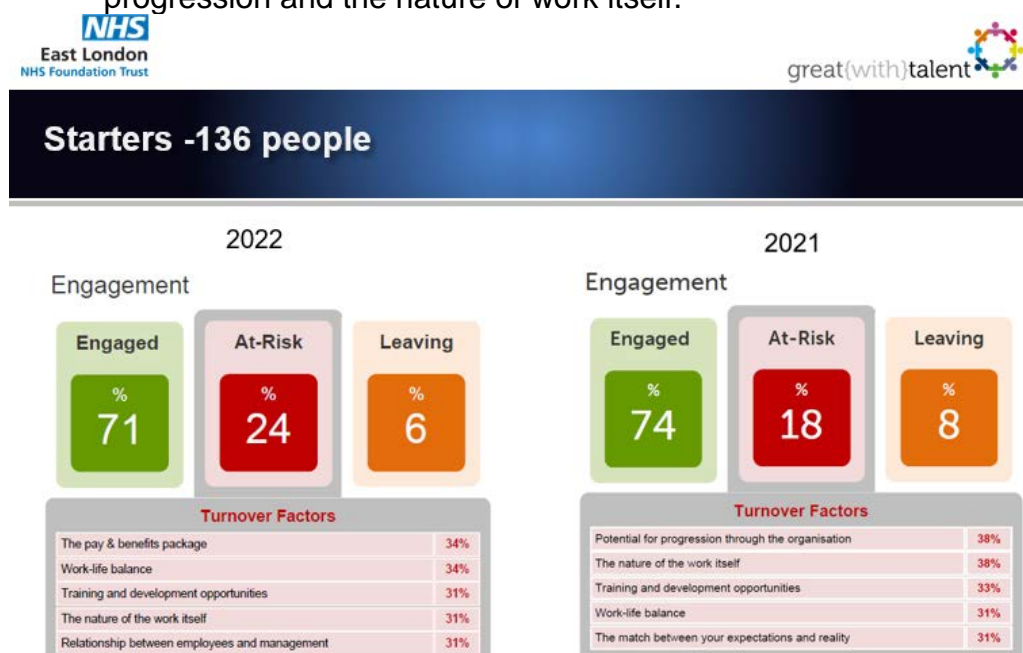 progression and the nature of work itself.
NHS
East London
NHS Foundation Trust
great{with}talent
Starters -136 people
2022
Engagement
Engaged
At-Risk
Leaving
%
71
%
24
%
6
Turnover Factors
The pay & benefits package 34%
Work-life balance 34%
Training and development opportunities 31%
The nature of the work itself 31%
Relationship between employees and management 31%
2021
Engagement
Engaged
At-Risk
Leaving
%
74
%
18
%
8
Turnover Factors
Potential for progression through the organisation 38%
The nature of the work itself 38%
Training and development opportunities 33%
Work-life balance 31%
The match between your expectations and reality 31%